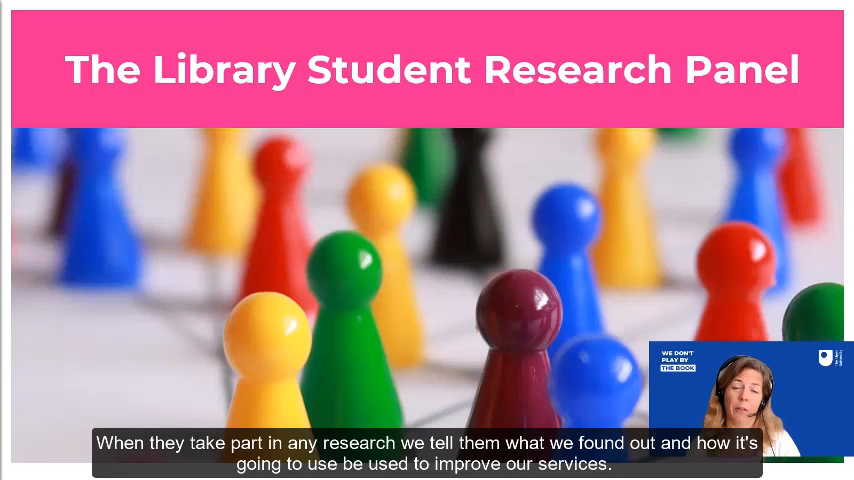 The Library Student Research Panel
WE DON'T
PLAY BY
THE BOOK
When they take part in any research we tell them what we found out and how it's
going to use be used to improve our services.